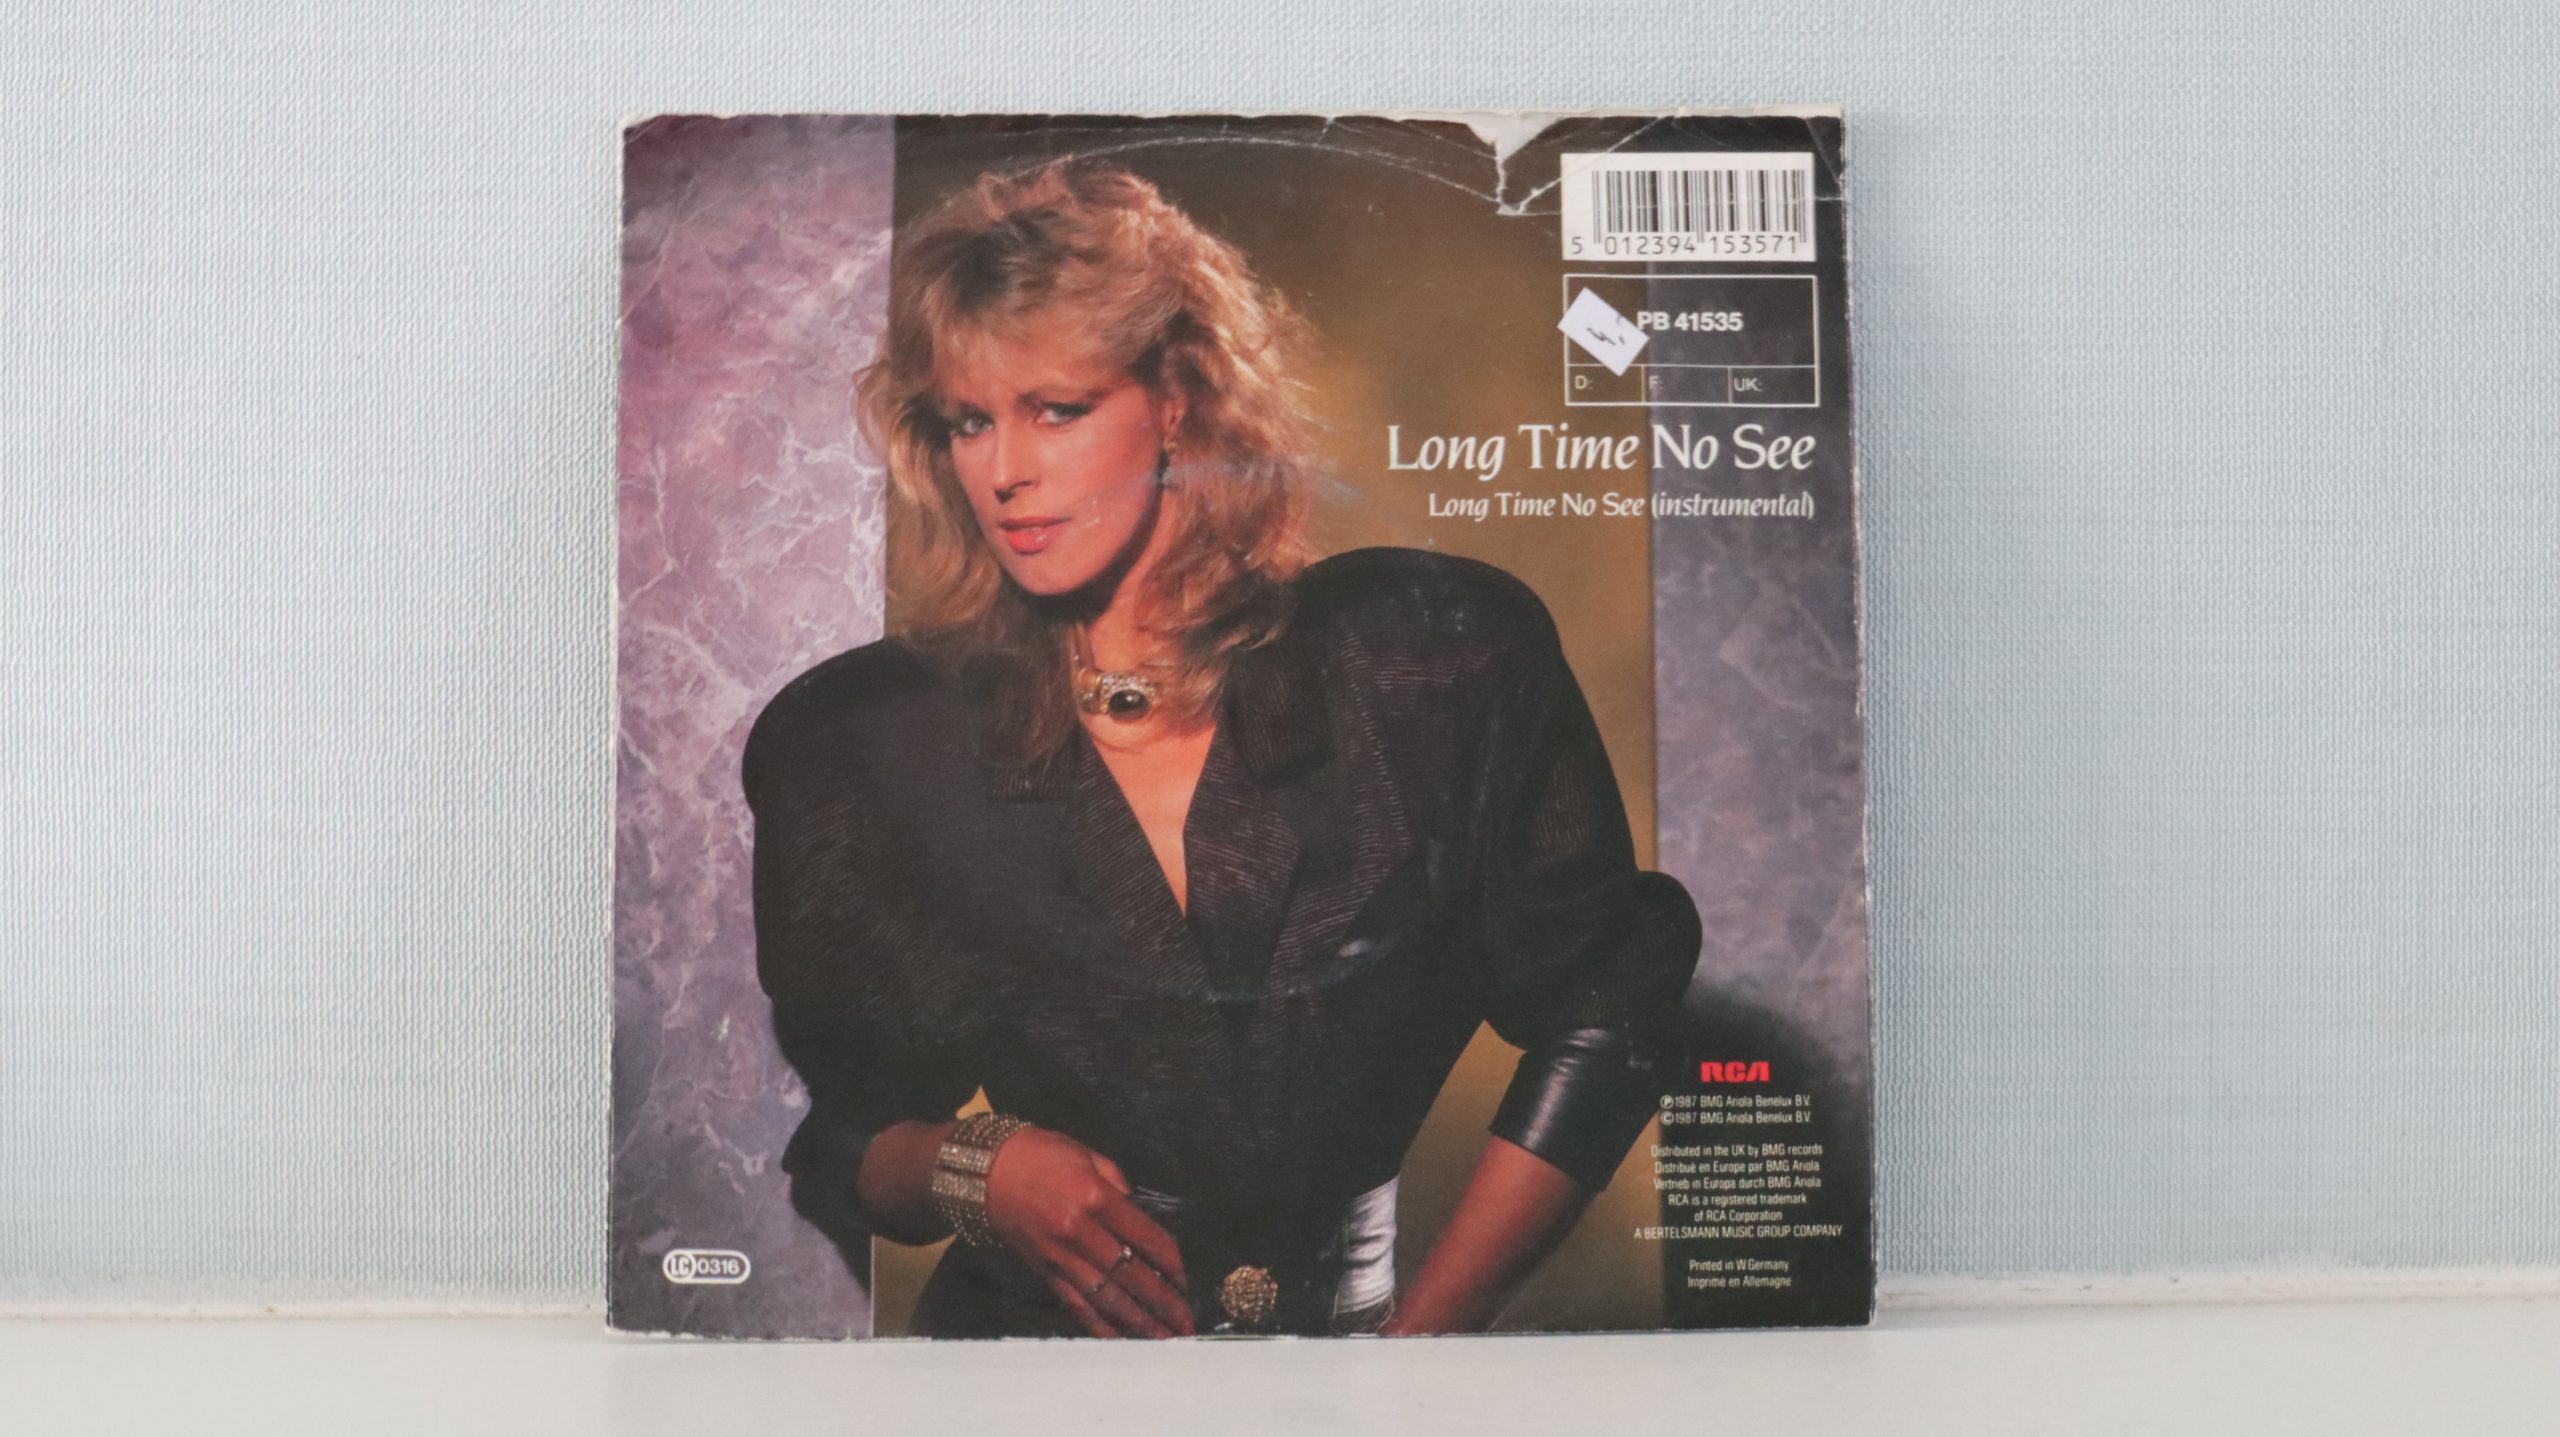 5 012394 153571
PB 41535
D: F: UK:
Long Time No See
Long Time No See (instrumental)
RCA
℗1987 BMG Ariola Benelux B.V.
©1987 BMG Ariola Benelux B.V.
Distributed in the UK by BMG records
Distribué en Europe par BMG Ariola
Vertrieb in Europa durch BMG Ariola
RCA is a registered trademark
of RCA Corporation
A BERTELSMANN MUSIC GROUP COMPANY
Printed in W.Germany
Imprimé en Allemagne
LC 0316